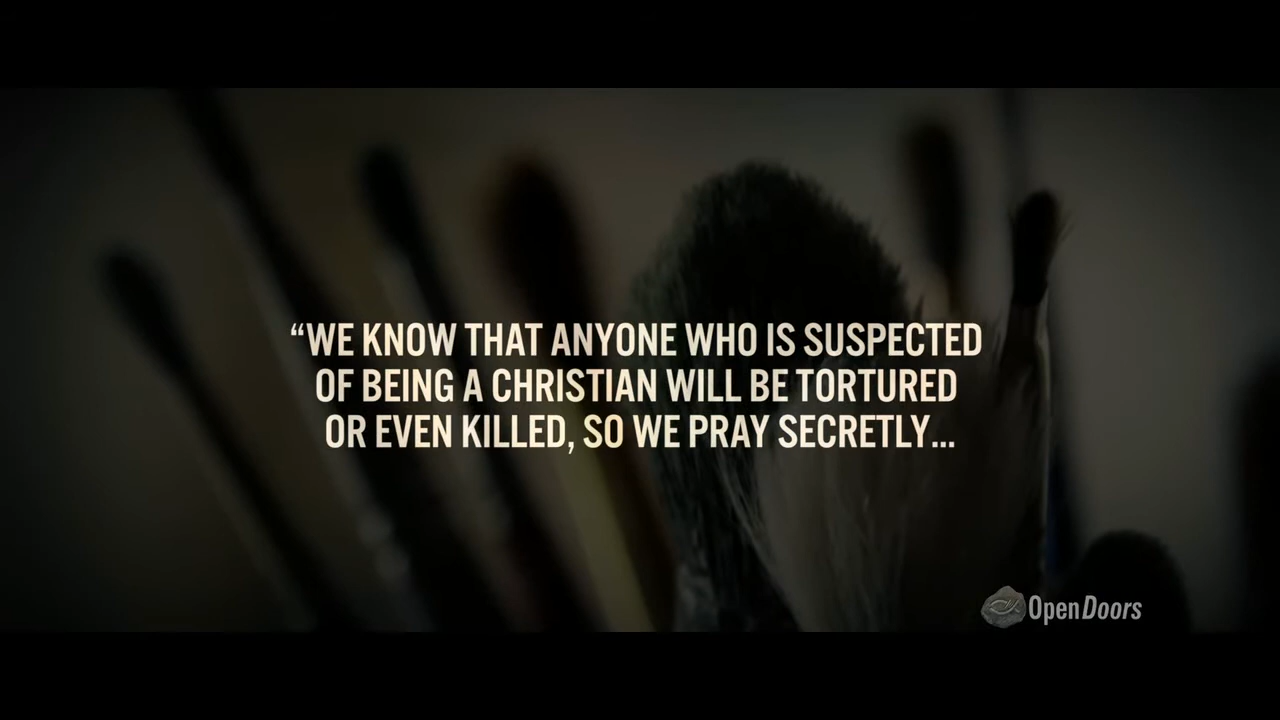 “WE KNOW THAT ANYONE WHO IS SUSPECTED
OF BEING A CHRISTIAN WILL BE TORTURED
OR EVEN KILLED, SO WE PRAY SECRETLY...
OpenDoors